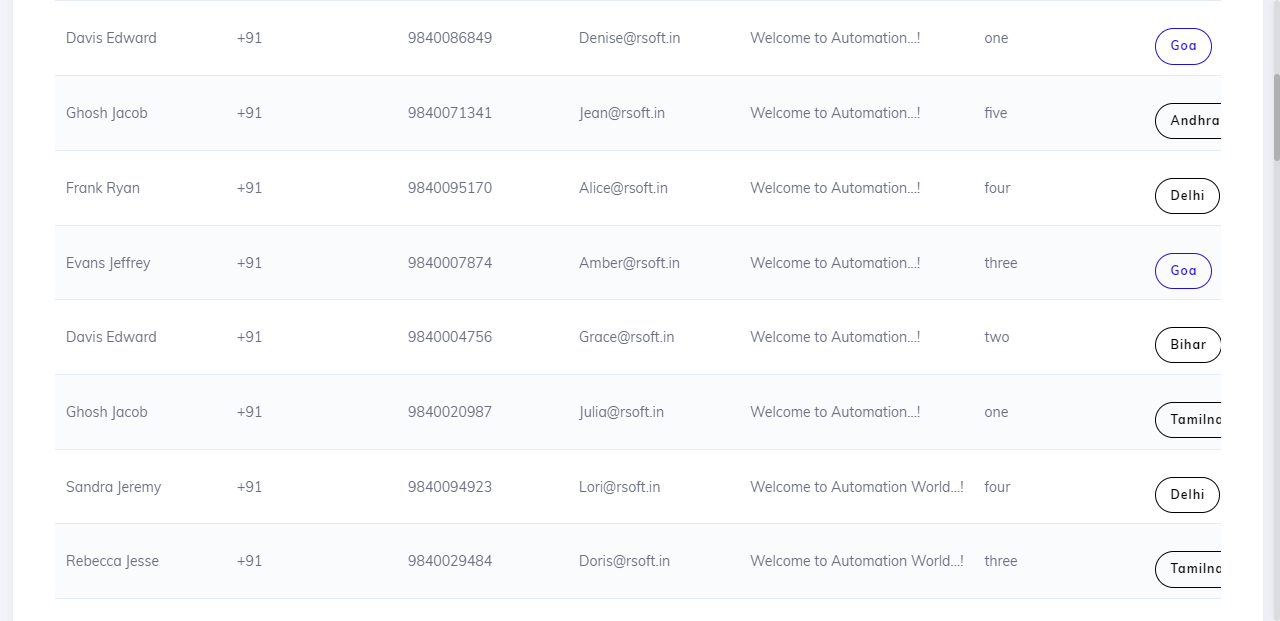 Davis Edward +91 9840086849 Denise@rsoft.in Welcome to Automation...! one Goa
Ghosh Jacob +91 9840071341 Jean@rsoft.in Welcome to Automation...! five Andhra
Frank Ryan +91 9840095170 Alice@rsoft.in Welcome to Automation...! four Delhi
Evans Jeffrey +91 9840007874 Amber@rsoft.in Welcome to Automation...! three Goa
Davis Edward +91 9840004756 Grace@rsoft.in Welcome to Automation...! two Bihar
Ghosh Jacob +91 9840020987 Julia@rsoft.in Welcome to Automation...! one Tamilna
Sandra Jeremy +91 9840094923 Lori@rsoft.in Welcome to Automation World...! four Delhi
Rebecca Jesse +91 9840029484 Doris@rsoft.in Welcome to Automation World...! three Tamilna